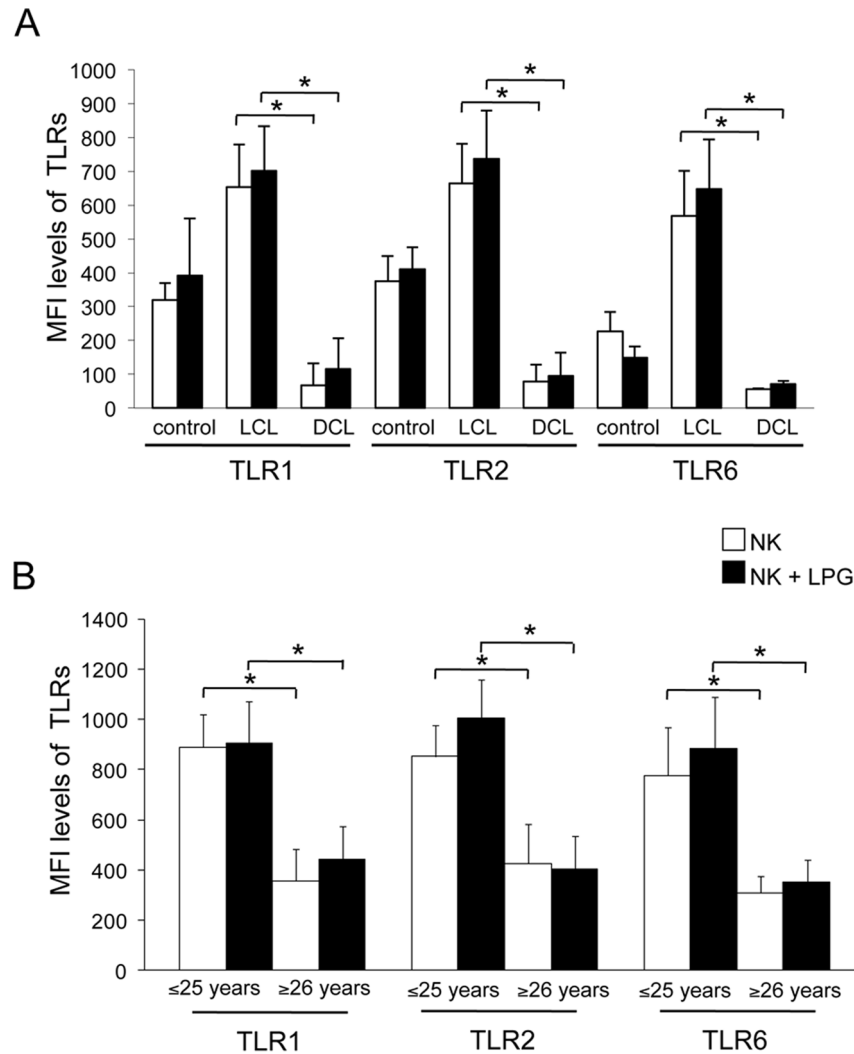 A
MFI levels of TLRs
1000
900
800
700
600
500
400
300
200
100
0
* * * * * *
control LCL DCL control LCL DCL control LCL DCL
TLR1 TLR2 TLR6
NK
NK + LPG
B
MFI levels of TLRs
1400
1200
1000
800
600
400
200
0
* * * * * *
≤25 years ≥26 years ≤25 years ≥26 years ≤25 years ≥26 years
TLR1 TLR2 TLR6